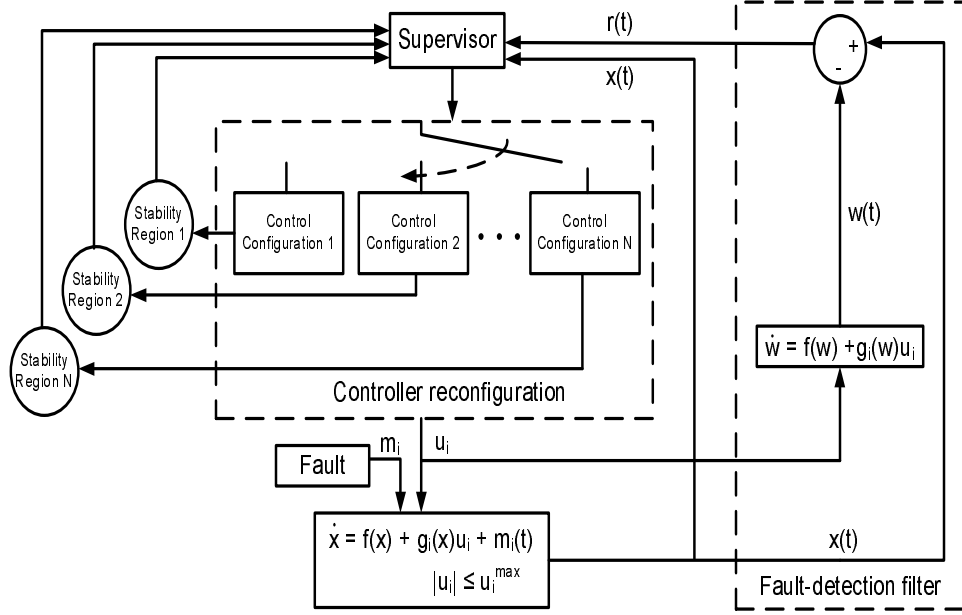 Supervisor
r(t)
x(t)
+
-
Stability
Region 1
Control
Configuration 1
Control
Configuration 2
• • • •
Control
Configuration N
w(t)
Stability
Region 2
Stability
Region N
ẇ = f(w) +gᵢ(w)uᵢ
Controller reconfiguration
mᵢ
uᵢ
Fault
ẋ = f(x) + gᵢ(x)uᵢ + mᵢ(t)
|uᵢ| ≤ uᵢᵐᵃˣ
x(t)
Fault-detection filter